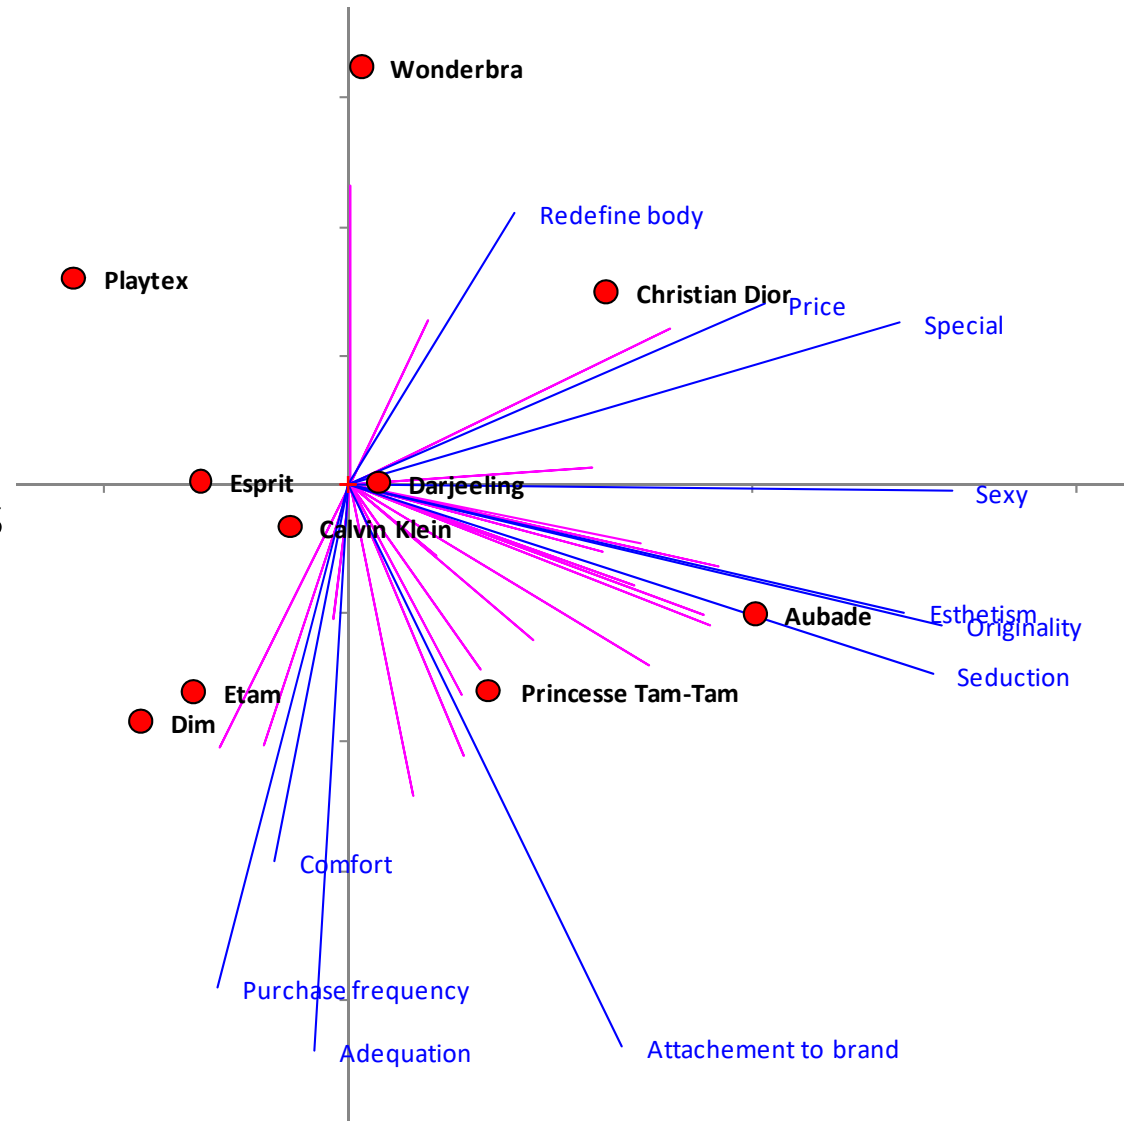 Wonderbra
Redefine body
Playtex
Christian Dior
Price
Special
Esprit
Darjeeling
Sexy
Calvin Klein
Aubade
Esthetism
Originality
Seduction
Etam
Princesse Tam-Tam
Dim
Comfort
Purchase frequency
Adequation
Attachement to brand